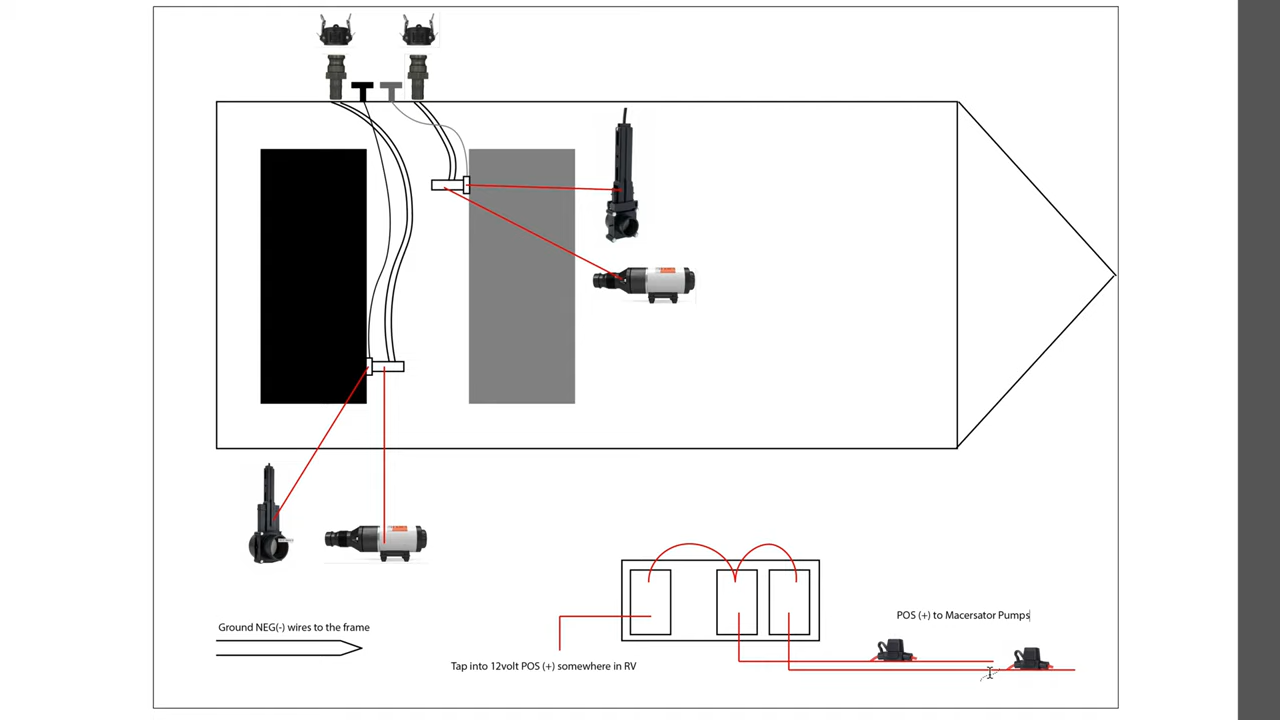 POS (+) to Macersator Pumps
Ground NEG(-) wires to the frame
Tap into 12volt POS (+) somewhere in RV